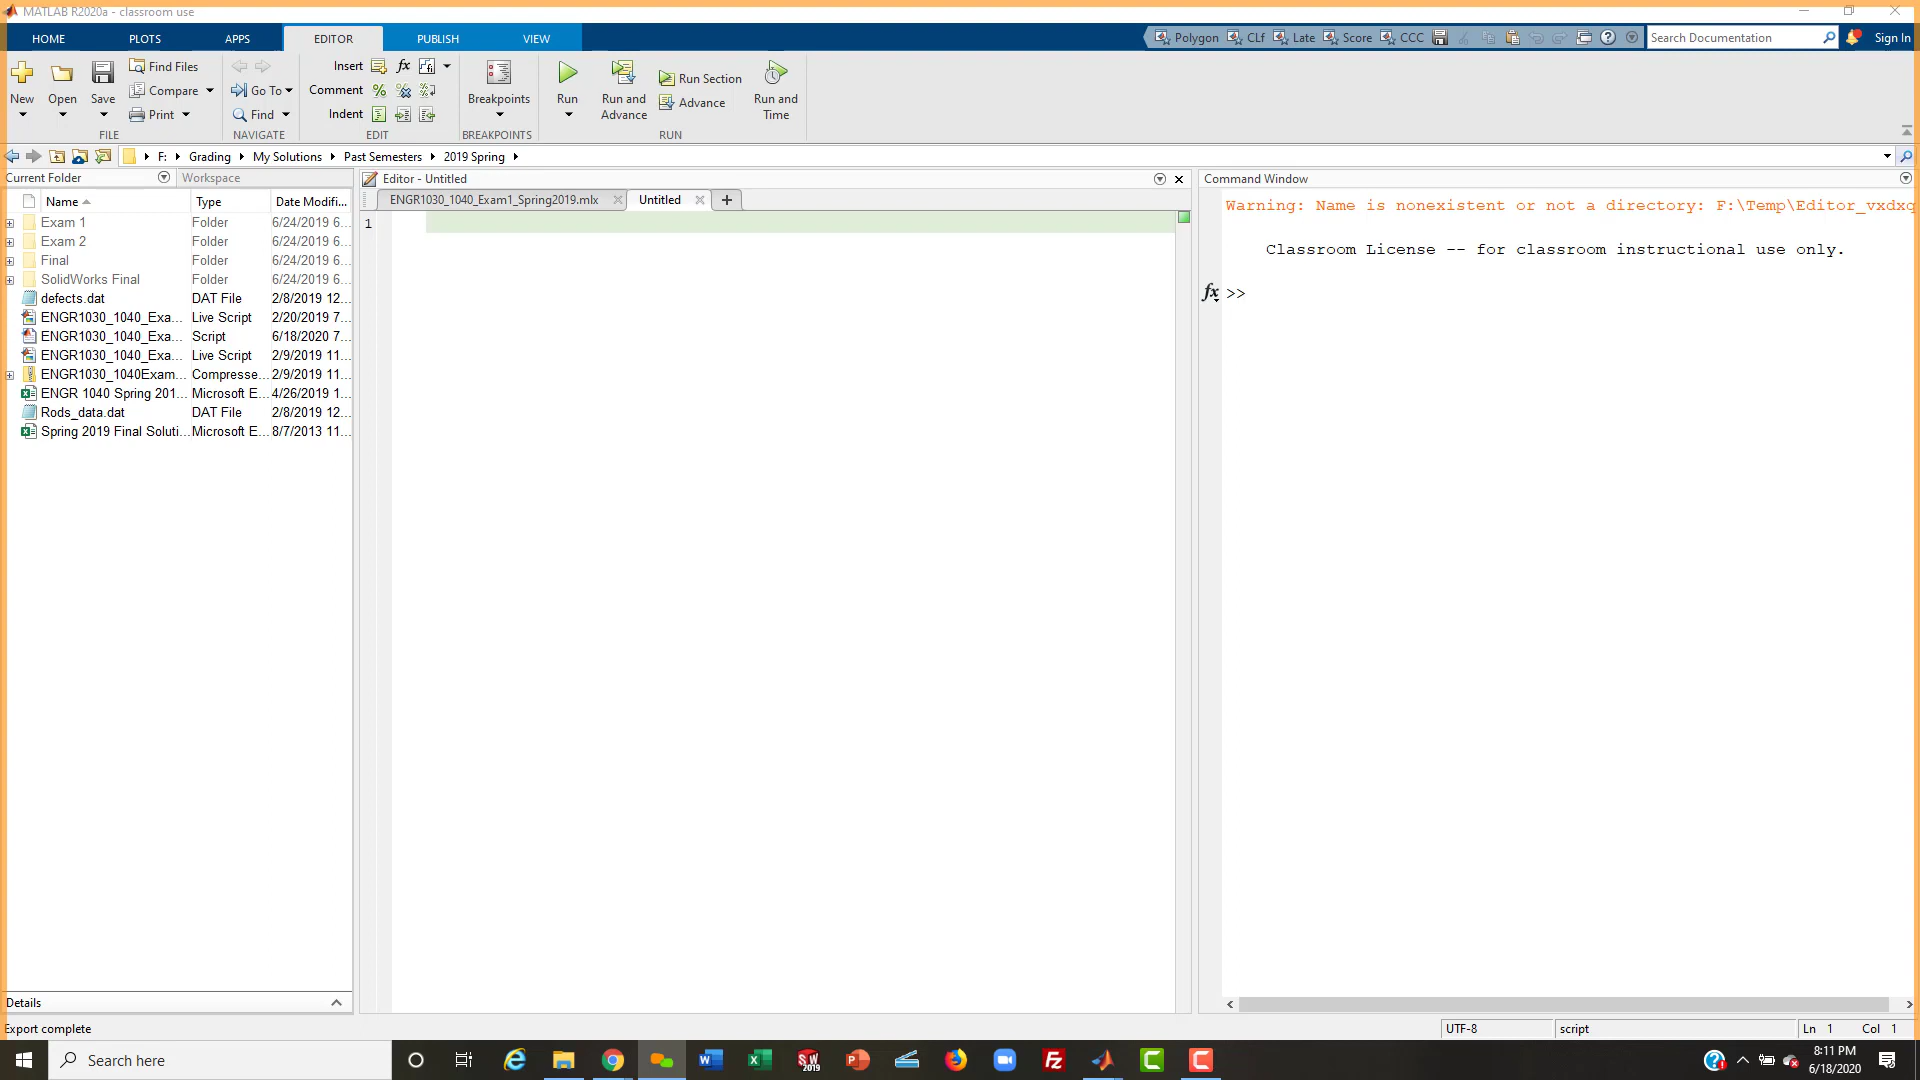 MATLAB R2020a - classroom use
HOME PLOTS APPS EDITOR PUBLISH VIEW Polygon CLf Late Score CCC Search Documentation Sign In
New Open Save Find Files Compare Print FILE
Go To Find NAVIGATE
Insert fx Comment Indent EDIT
Breakpoints BREAKPOINTS
Run Run and Advance Run Section Advance Run and Time RUN
F: Grading My Solutions Past Semesters 2019 Spring
Current Folder Workspace
Name Type Date Modifi...
Exam 1 Folder 6/24/2019 6...
Exam 2 Folder 6/24/2019 6...
Final Folder 6/24/2019 6...
SolidWorks Final Folder 6/24/2019 6...
defects.dat DAT File 2/8/2019 12...
ENGR1030_1040_Exa... Live Script 2/20/2019 7...
ENGR1030_1040_Exa... Script 6/18/2020 7...
ENGR1030_1040_Exa... Live Script 2/9/2019 11...
ENGR1030_1040Exam... Compresse... 2/9/2019 11...
ENGR 1040 Spring 201... Microsoft E... 4/26/2019 1...
Rods_data.dat DAT File 2/8/2019 12...
Spring 2019 Final Soluti... Microsoft E... 8/7/2013 11...
Details
Editor - Untitled
ENGR1030_1040_Exam1_Spring2019.mlx Untitled +
1
Command Window
Warning: Name is nonexistent or not a directory: F:\Temp\Editor_vxdxq
Classroom License -- for classroom instructional use only.
fx >>
Export complete UTF-8 script Ln 1 Col 1
Search here
8:11 PM
6/18/2020